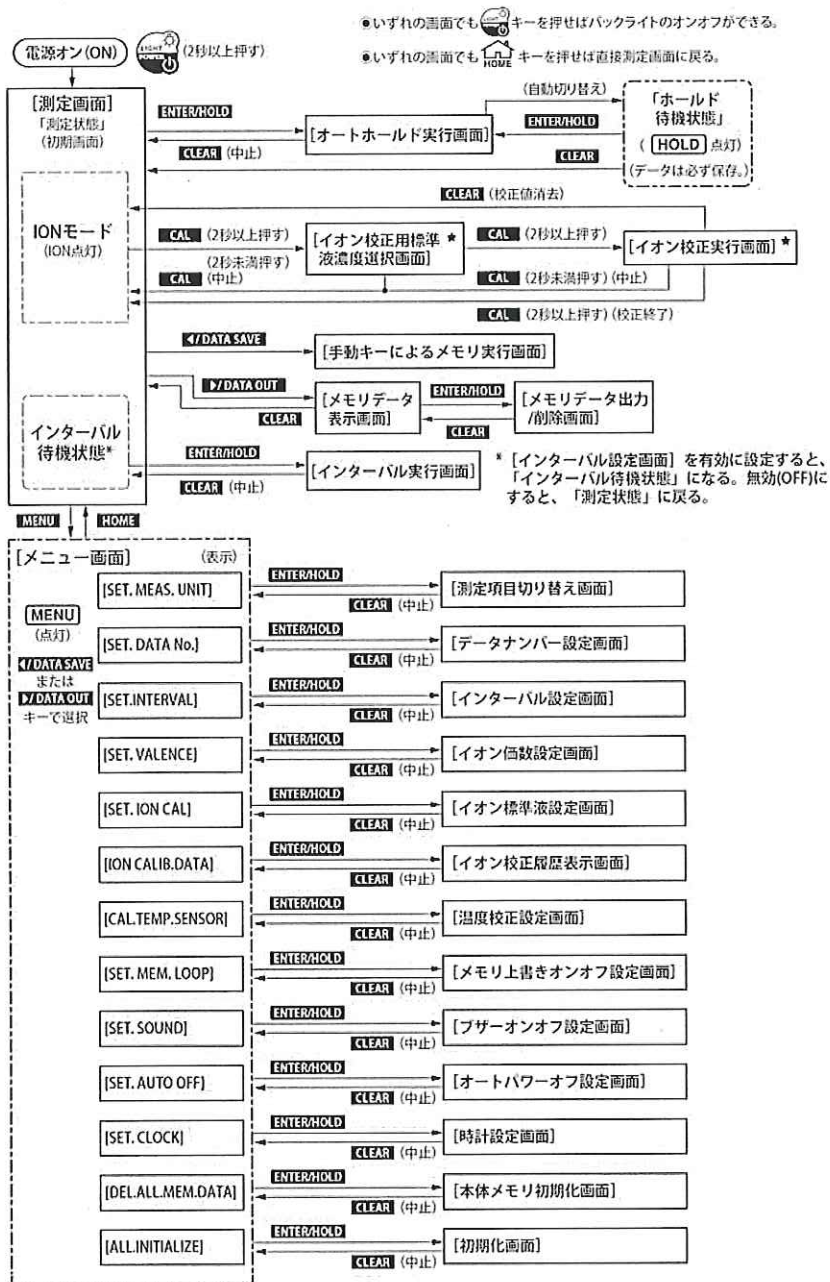 ●いずれの画面でも LIGHT POWER キーを押せばバックライトのオンオフができる。
電源オン(ON) LIGHT POWER (2秒以上押す)
●いずれの画面でも HOME キーを押せば直接測定画面に戻る。
[測定画面]
「測定状態」
(初期画面)
ENTER/HOLD
CLEAR (中止)
[オートホールド実行画面]
(自動切り替え)
ENTER/HOLD
CLEAR
「ホールド
待機状態」
( HOLD 点灯)
(データは必ず保存。)
CLEAR (校正値消去)
IONモード
(ION点灯)
CAL (2秒以上押す)
(2秒未満押す)
CAL (中止)
[イオン校正用標準 *
液濃度選択画面]
CAL (2秒以上押す)
CAL (2秒未満押す)(中止)
[イオン校正実行画面] *
CAL (2秒以上押す)(校正終了)
◀/DATA SAVE
[手動キーによるメモリ実行画面]
▶/DATA OUT
CLEAR
[メモリデータ
表示画面]
ENTER/HOLD
CLEAR
[メモリデータ出力
/削除画面]
インターバル
待機状態*
ENTER/HOLD
CLEAR (中止)
[インターバル実行画面]
* [インターバル設定画面] を有効に設定すると、
「インターバル待機状態」になる。無効(OFF)に
すると、「測定状態」に戻る。
MENU HOME
[メニュー画面] (表示)
MENU
(点灯)
◀/DATA SAVE
または
▶/DATA OUT
キーで選択
[SET. MEAS. UNIT] ENTER/HOLD CLEAR (中止) [測定項目切り替え画面]
[SET. DATA No.] ENTER/HOLD CLEAR (中止) [データナンバー設定画面]
[SET.INTERVAL] ENTER/HOLD CLEAR (中止) [インターバル設定画面]
[SET. VALENCE] ENTER/HOLD CLEAR (中止) [イオン価数設定画面]
[SET. ION CAL] ENTER/HOLD CLEAR (中止) [イオン標準液設定画面]
[ION CALIB.DATA] ENTER/HOLD CLEAR (中止) [イオン校正履歴表示画面]
[CAL.TEMP.SENSOR] ENTER/HOLD CLEAR (中止) [温度校正設定画面]
[SET. MEM. LOOP] ENTER/HOLD CLEAR (中止) [メモリ上書きオンオフ設定画面]
[SET. SOUND] ENTER/HOLD CLEAR (中止) [ブザーオンオフ設定画面]
[SET. AUTO OFF] ENTER/HOLD CLEAR (中止) [オートパワーオフ設定画面]
[SET. CLOCK] ENTER/HOLD CLEAR (中止) [時計設定画面]
[DEL.ALL.MEM.DATA] ENTER/HOLD CLEAR (中止) [本体メモリ初期化画面]
[ALL.INITIALIZE] ENTER/HOLD CLEAR (中止) [初期化画面]